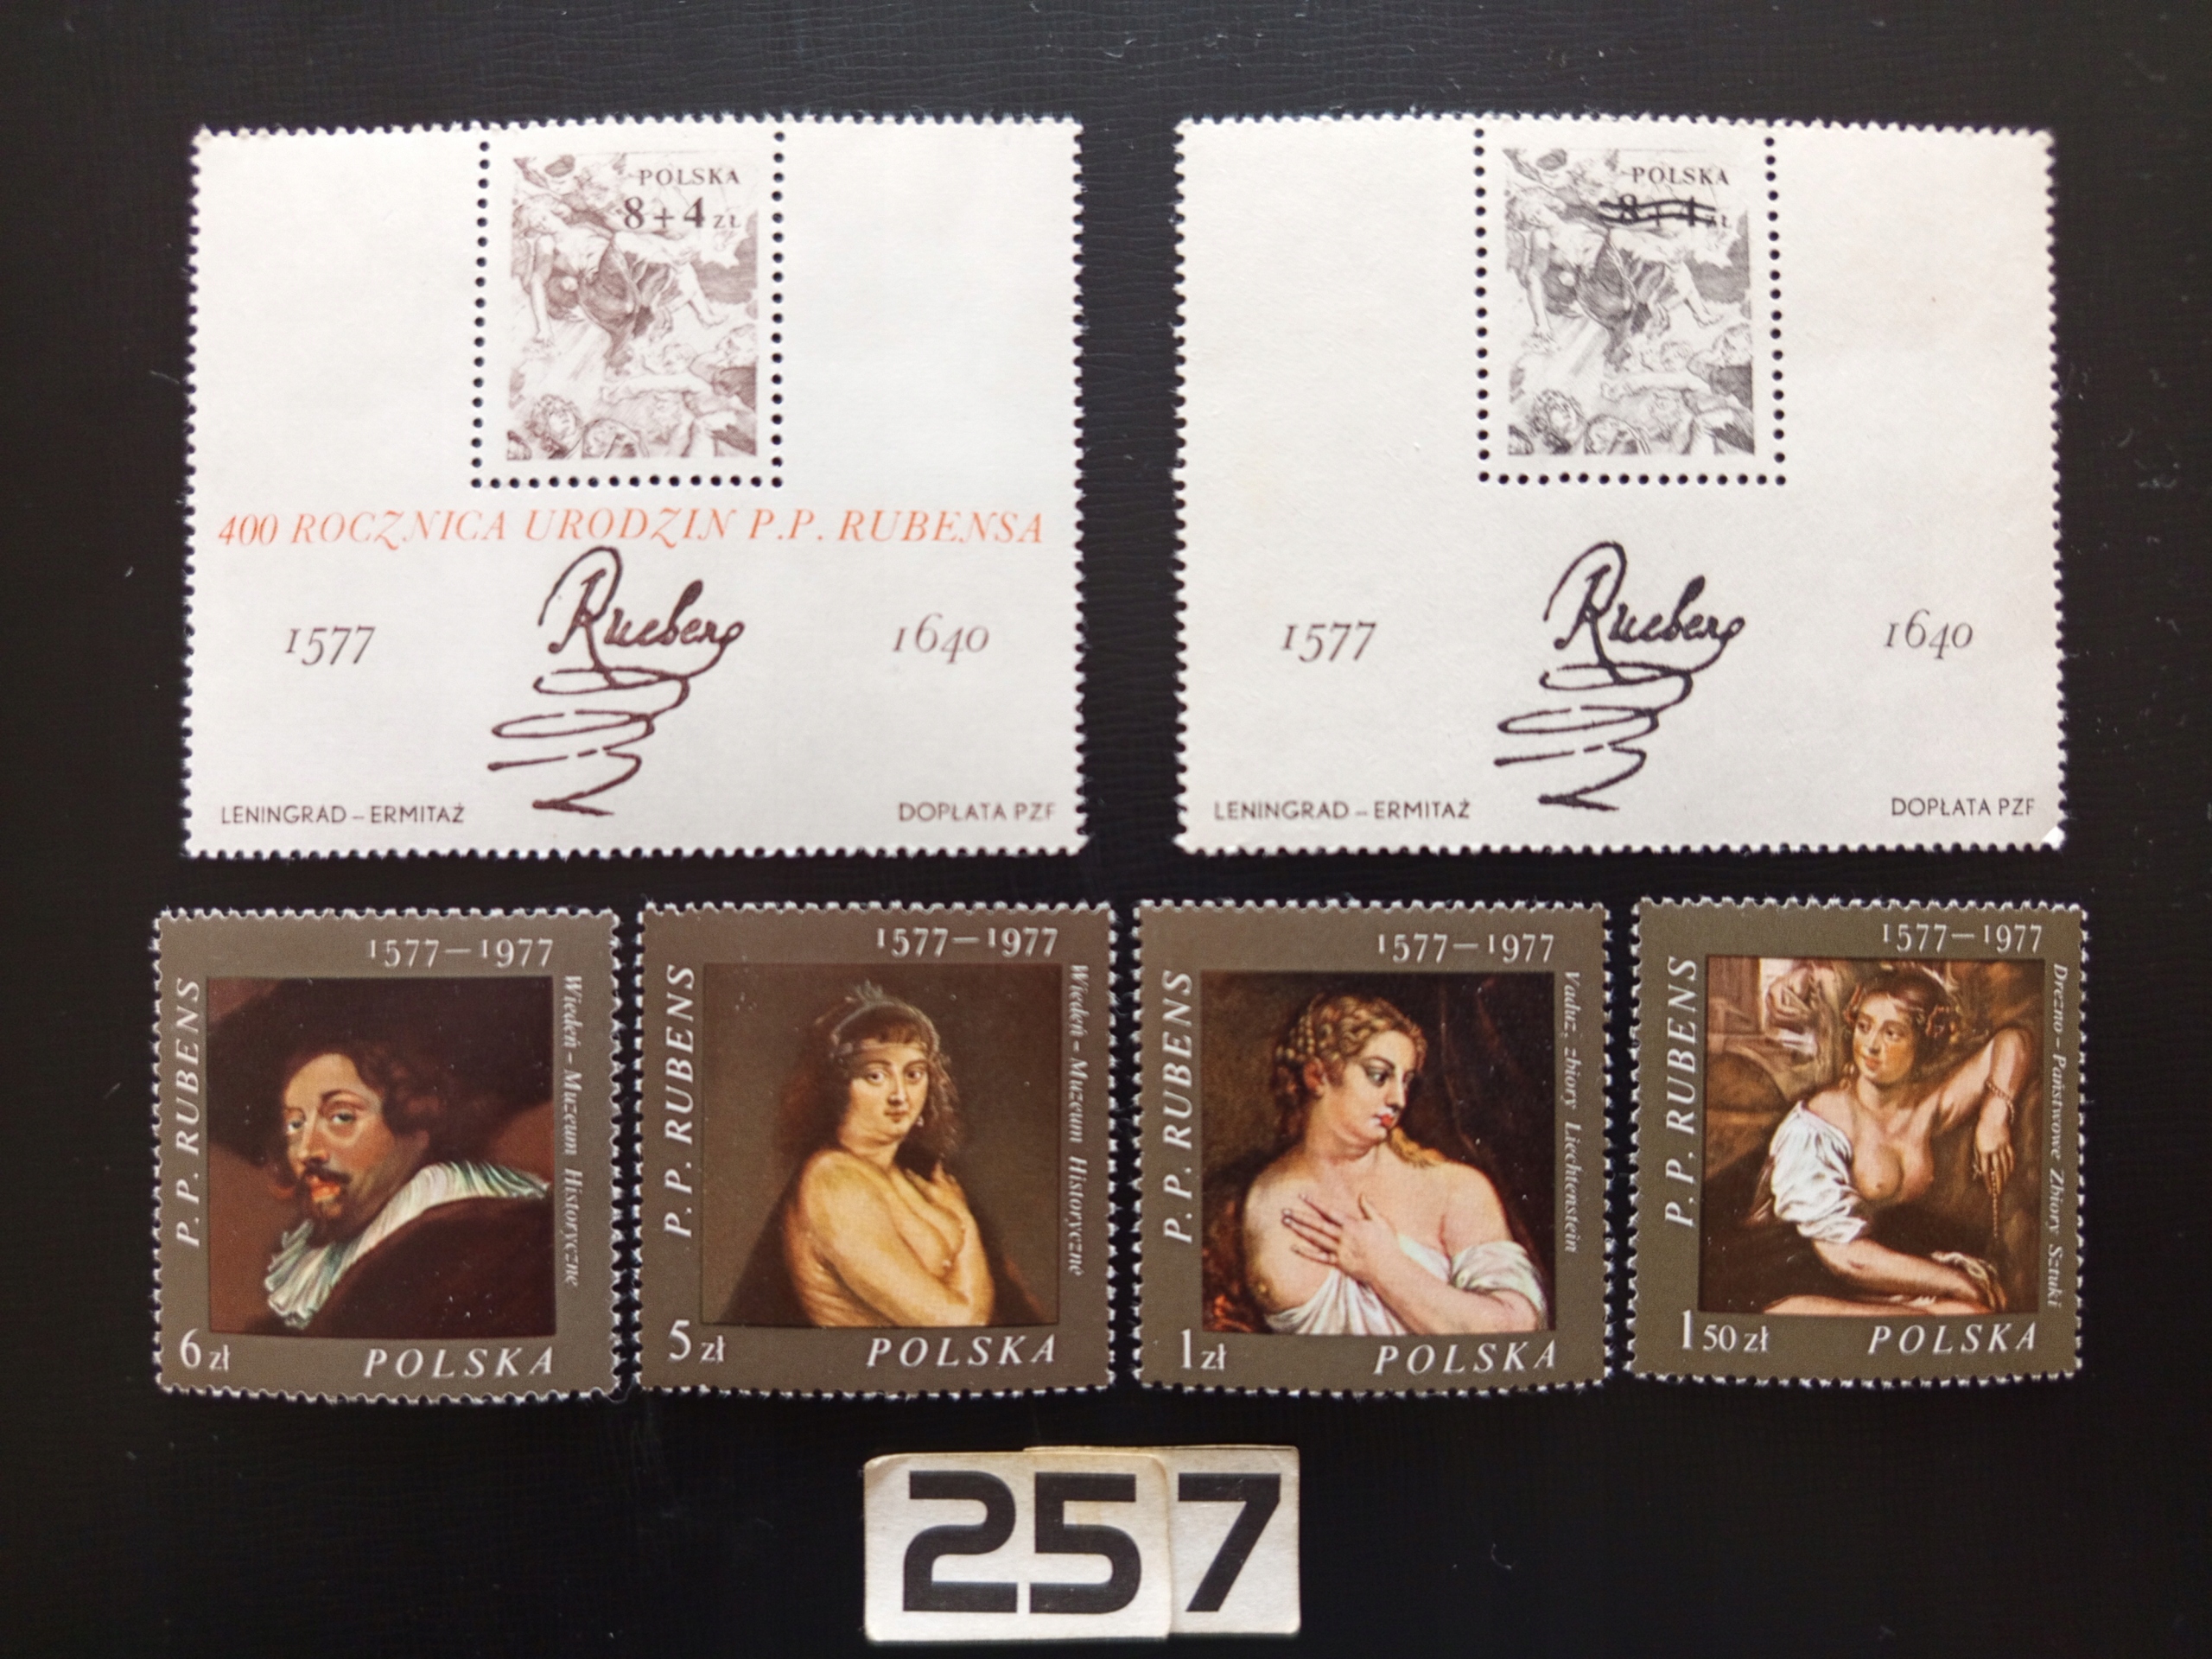 POLSKA
8+4 ZŁ
400 ROCZNICA URODZIN P.P. RUBENSA
1577
1640
LENINGRAD – ERMITAŻ
DOPŁATA PZF
POLSKA
8+4 ZŁ
1577
1640
LENINGRAD – ERMITAŻ
DOPŁATA PZF
1577–1977
P. P. RUBENS
Wiedeń – Muzeum Historyczne
6 zł
POLSKA
1577–1977
P. P. RUBENS
Wiedeń – Muzeum Historyczne
5 zł
POLSKA
1577–1977
P. P. RUBENS
Vaduz, zbiory Liechtenstein
1 zł
POLSKA
1577–1977
P. P. RUBENS
Drezno – Państwowe Zbiory Sztuki
1 50 zł
POLSKA
257